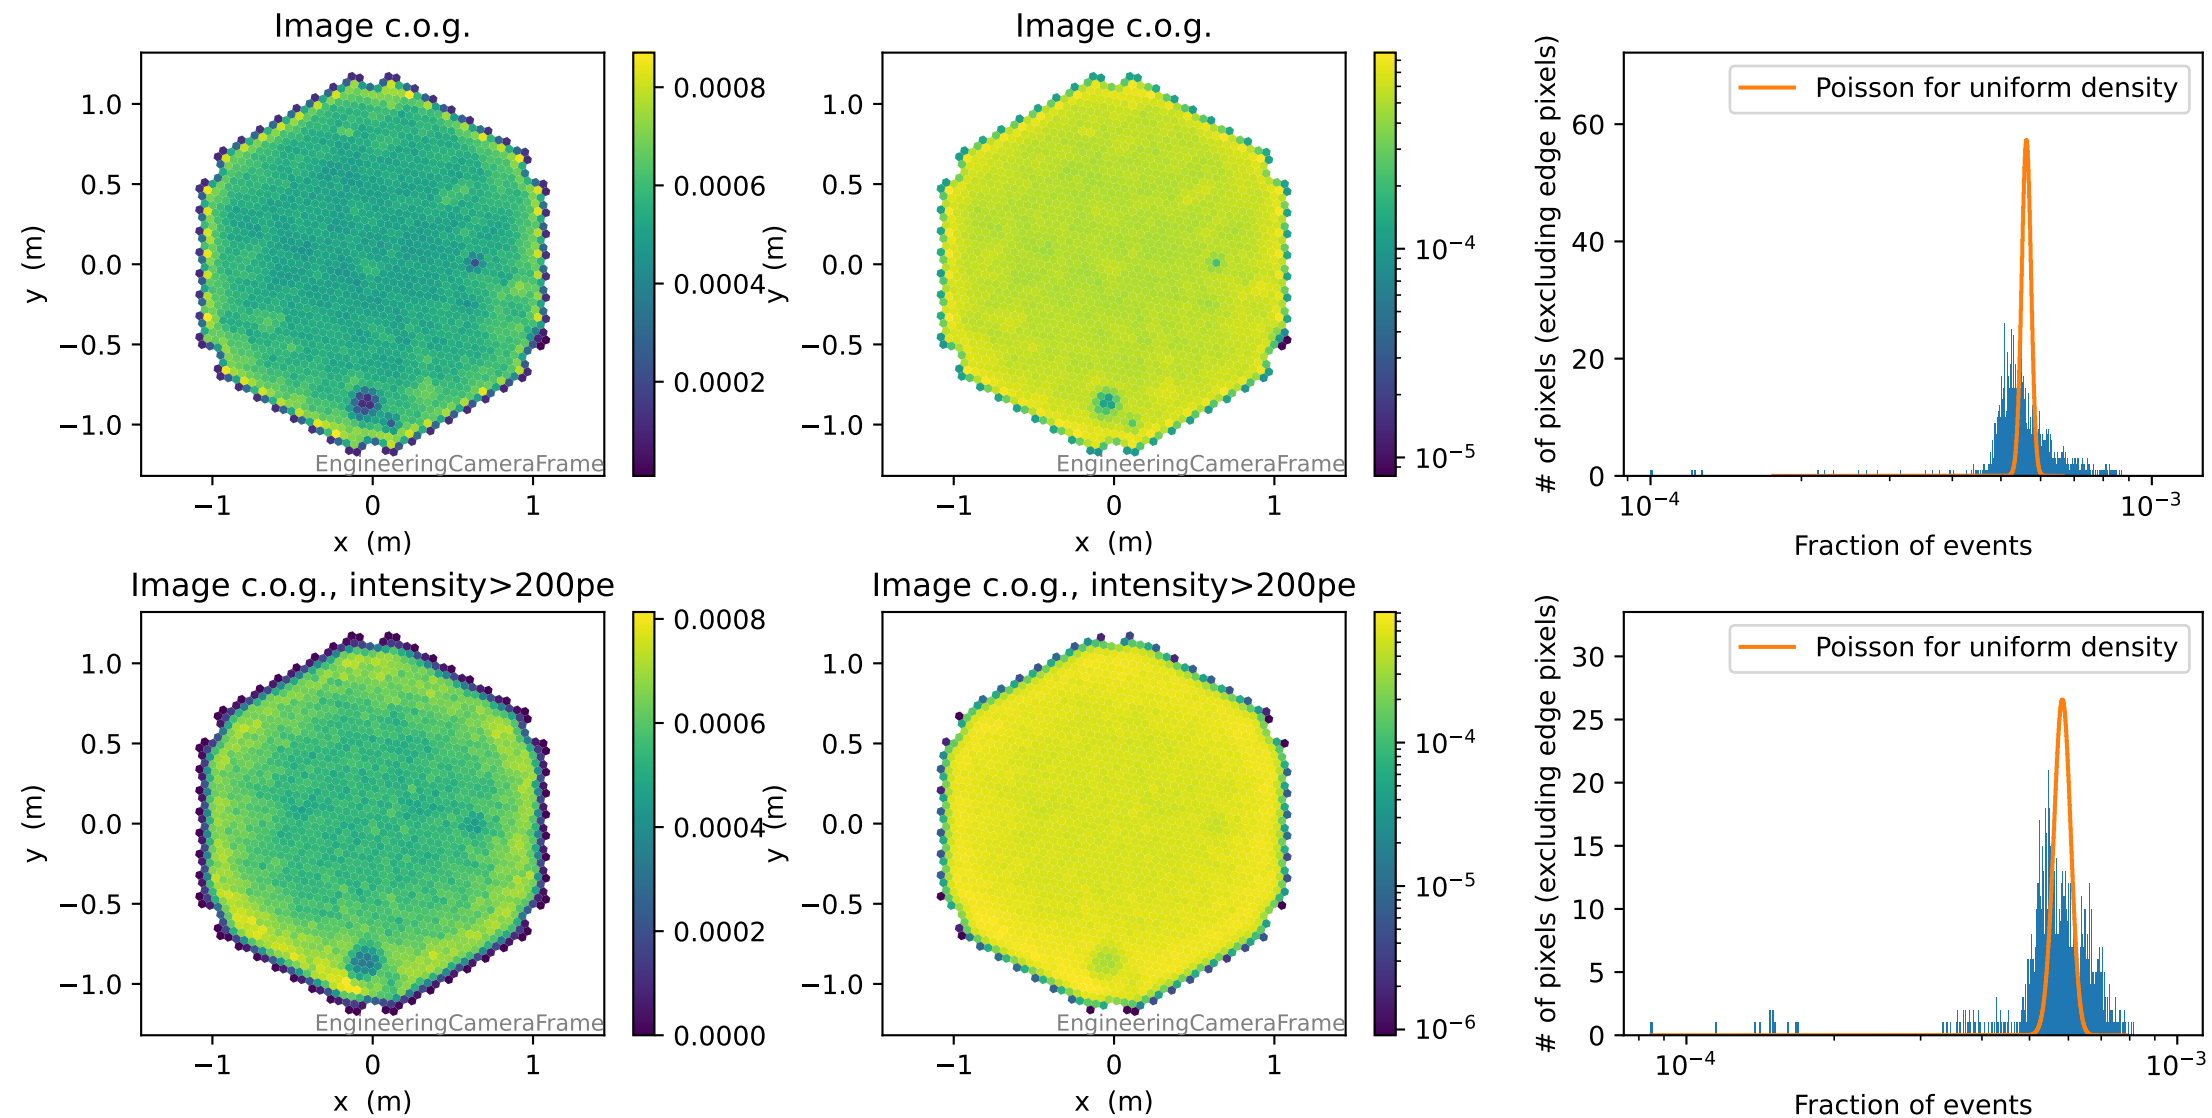 Image c.o.g.
1.0
0.5
0.0
−0.5
−1.0
y (m)
−1
0
1
x (m)
EngineeringCameraFrame
0.0008
0.0006
0.0004
0.0002
Image c.o.g.
1.0
0.5
0.0
−0.5
−1.0
y (m)
−1
0
1
x (m)
EngineeringCameraFrame
10⁻⁴
10⁻⁵
# of pixels (excluding edge pixels)
60
40
20
0
Poisson for uniform density
10⁻⁴
10⁻³
Fraction of events
Image c.o.g., intensity>200pe
1.0
0.5
0.0
−0.5
−1.0
y (m)
−1
0
1
x (m)
EngineeringCameraFrame
0.0008
0.0006
0.0004
0.0002
0.0000
Image c.o.g., intensity>200pe
1.0
0.5
0.0
−0.5
−1.0
y (m)
−1
0
1
x (m)
EngineeringCameraFrame
10⁻⁴
10⁻⁵
10⁻⁶
# of pixels (excluding edge pixels)
30
25
20
15
10
5
0
Poisson for uniform density
10⁻⁴
10⁻³
Fraction of events